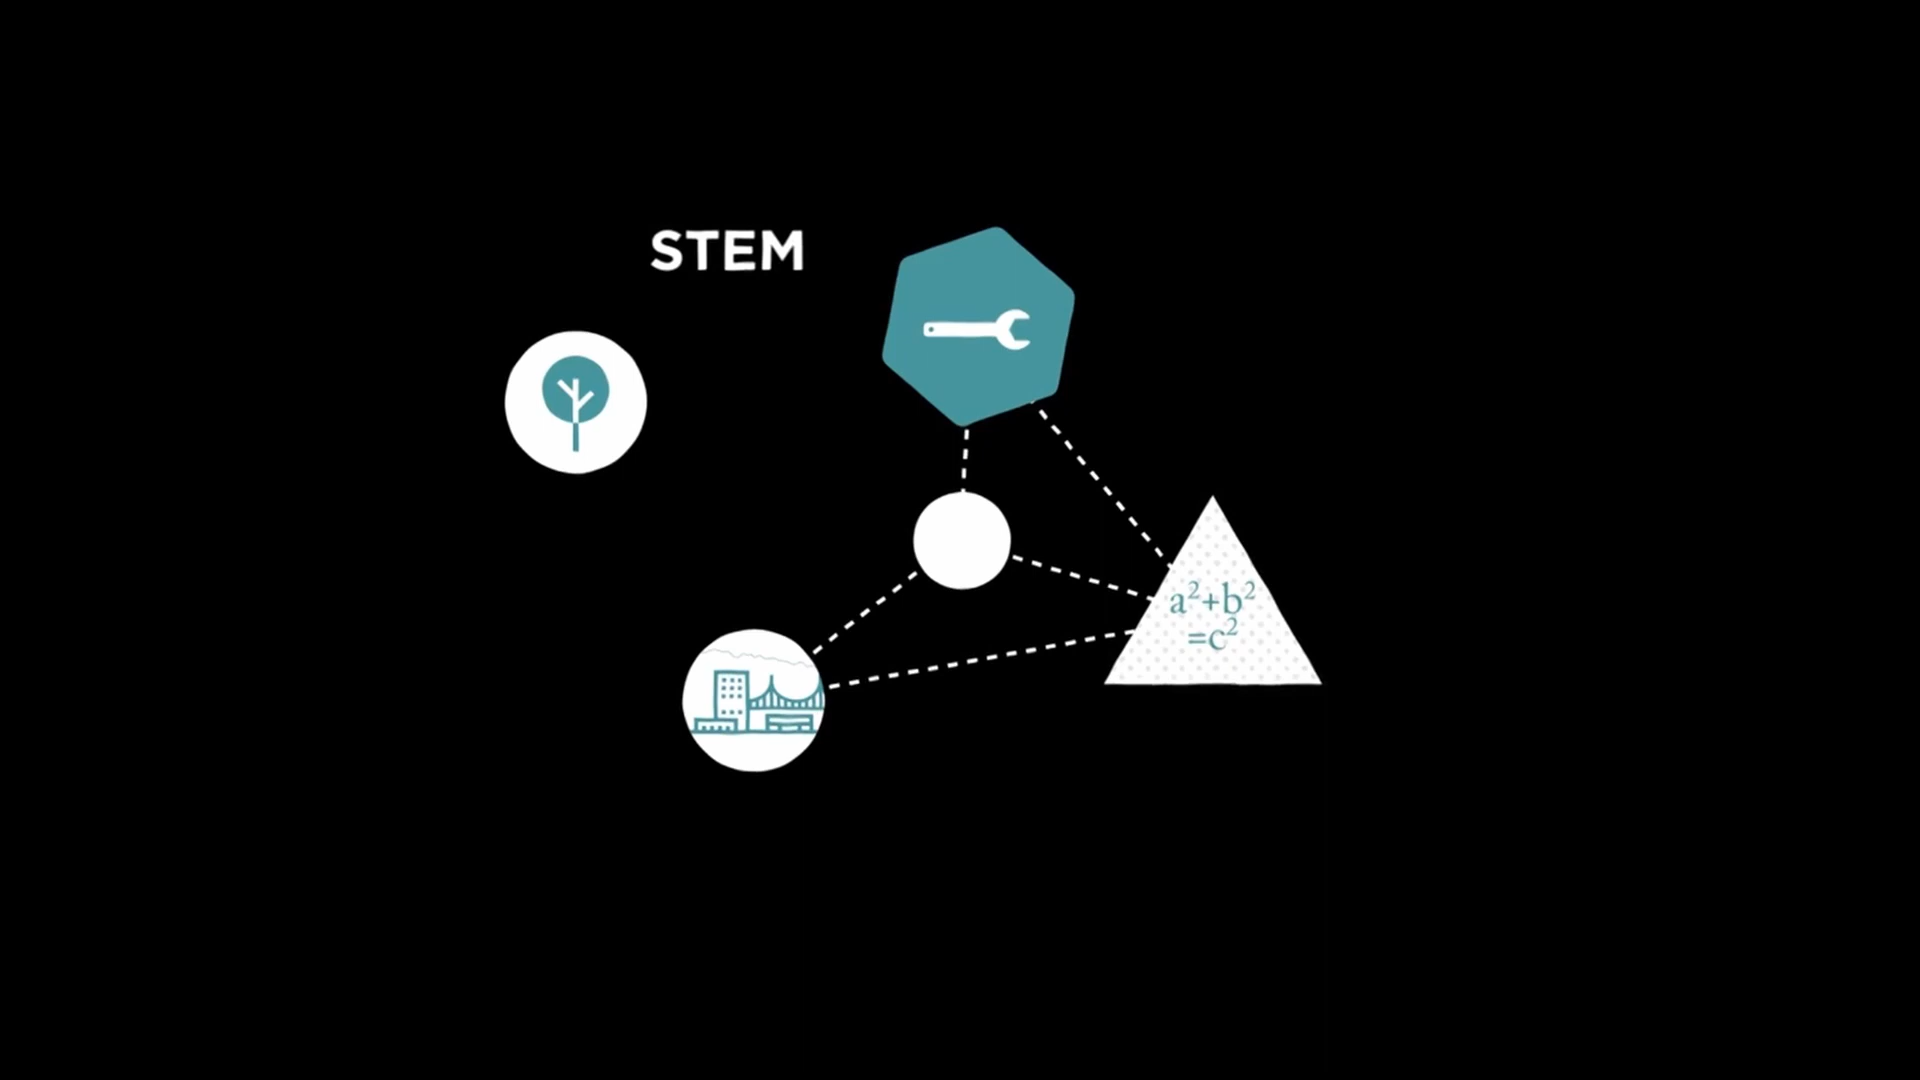 STEM
a²+b²
=c²